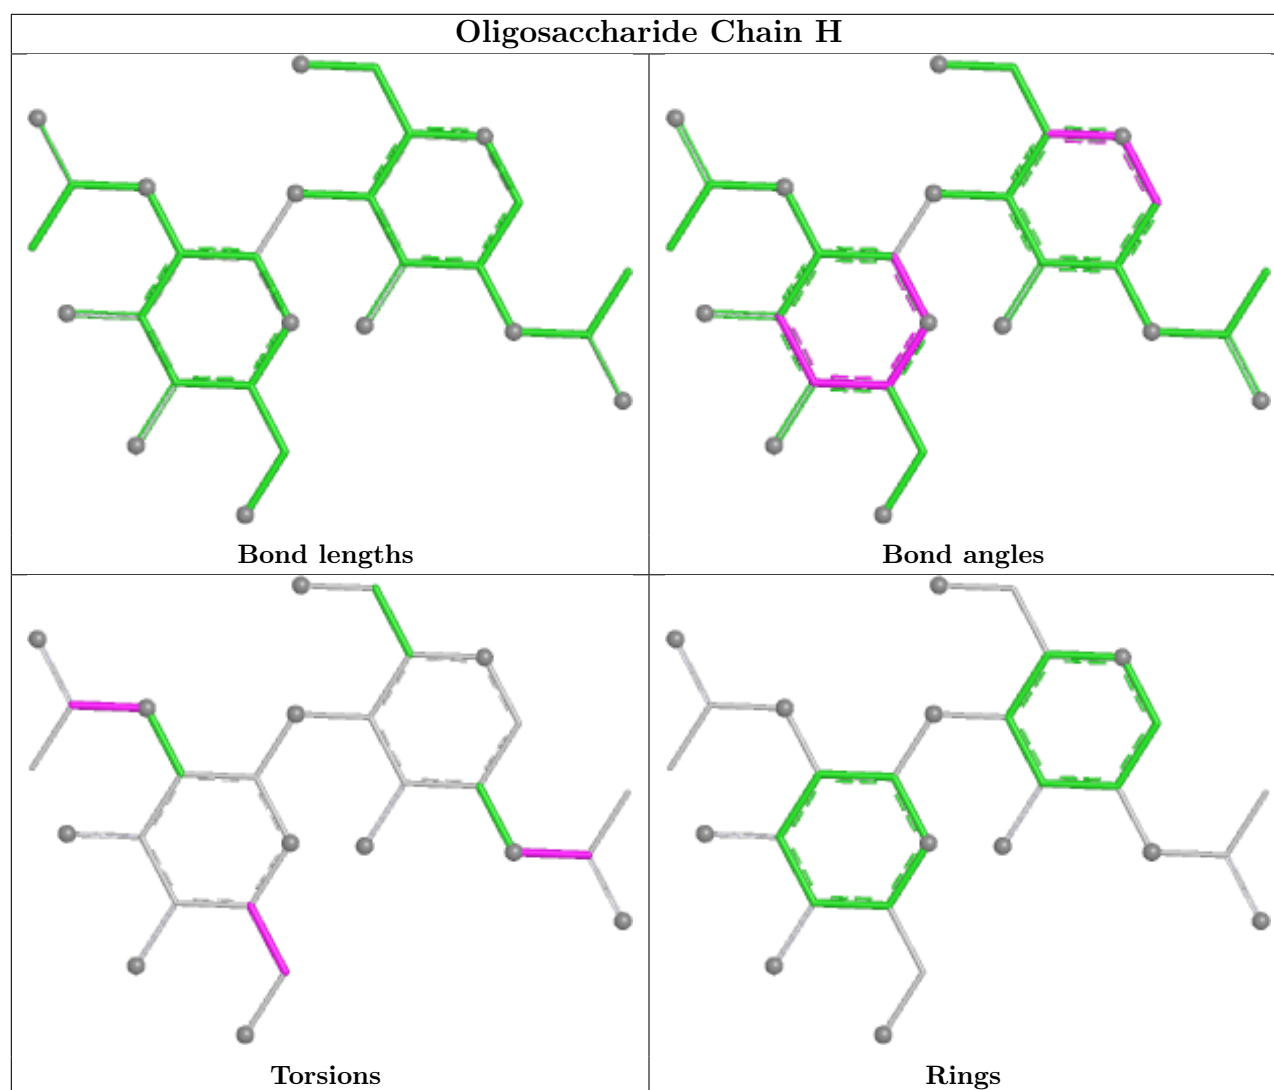 Oligosaccharide Chain H
Bond lengths
Bond angles
Torsions
Rings